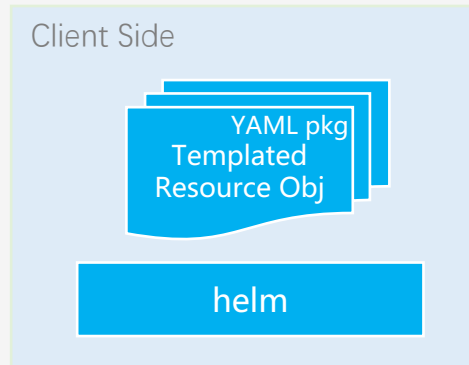 Client Side
YAML pkg
Templated
Resource Obj
helm